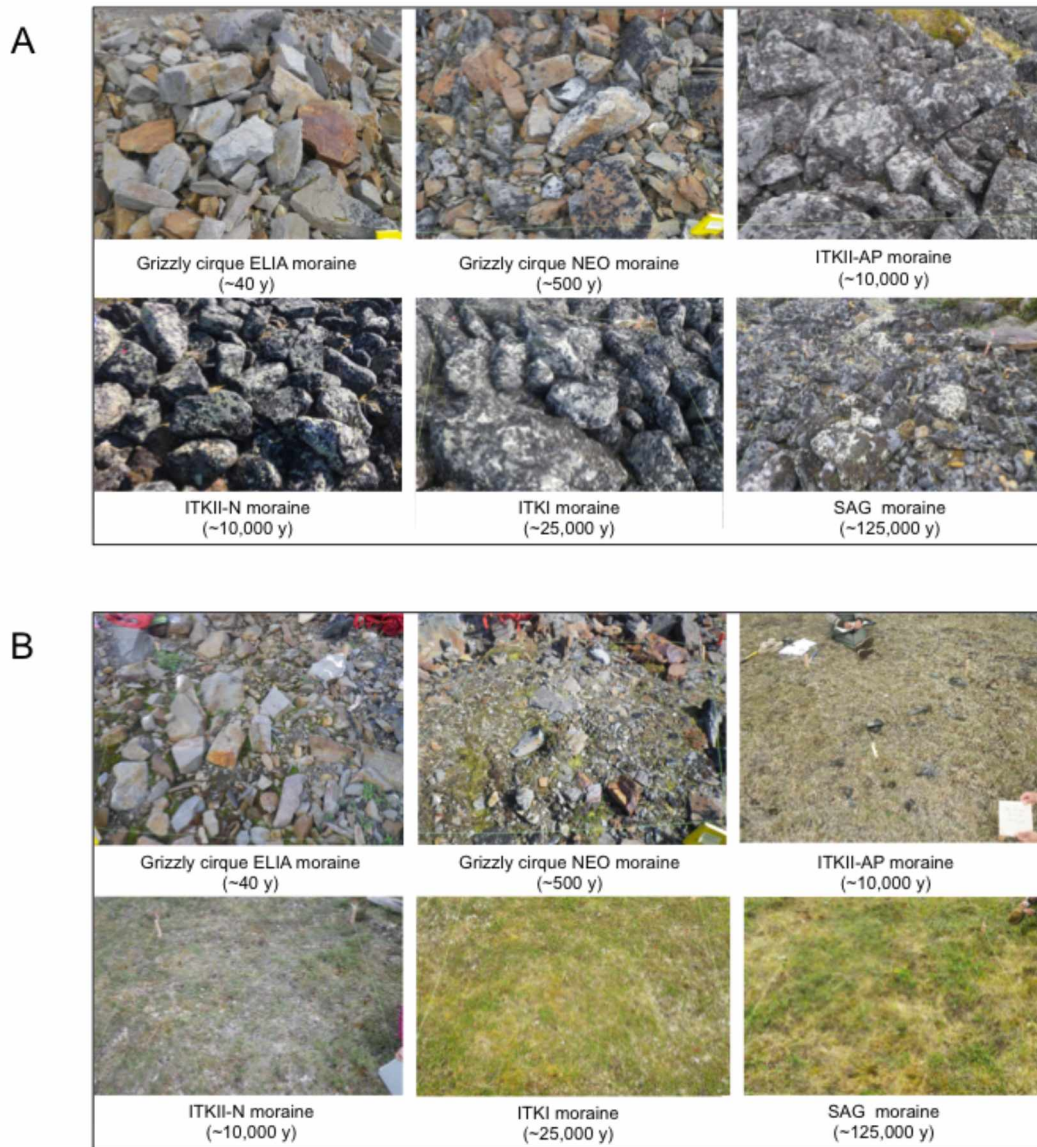 A
Grizzly cirque ELIA moraine
(~40 y)
Grizzly cirque NEO moraine
(~500 y)
ITKII-AP moraine
(~10,000 y)
ITKII-N moraine
(~10,000 y)
ITKI moraine
(~25,000 y)
SAG moraine
(~125,000 y)
B
Grizzly cirque ELIA moraine
(~40 y)
Grizzly cirque NEO moraine
(~500 y)
ITKII-AP moraine
(~10,000 y)
ITKII-N moraine
(~10,000 y)
ITKI moraine
(~25,000 y)
SAG moraine
(~125,000 y)